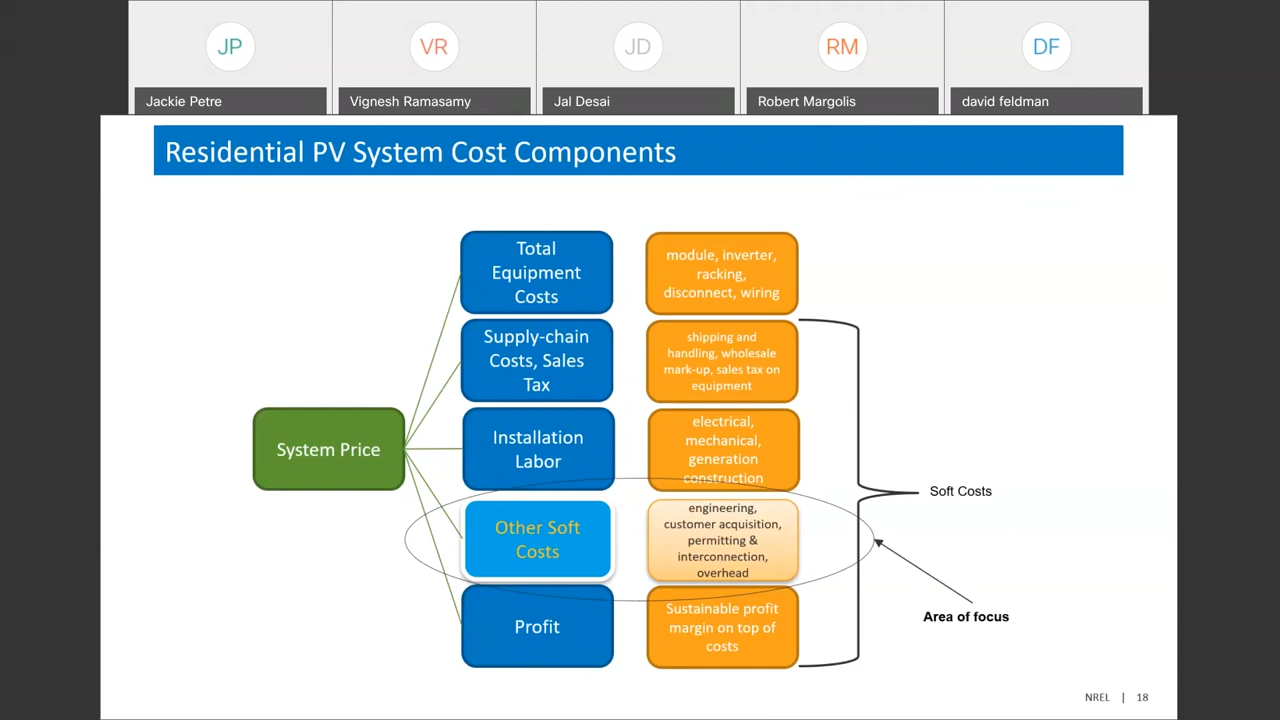 JP
VR
JD
RM
DF
Jackie Petre
Vignesh Ramasamy
Jal Desai
Robert Margolis
david feldman
Residential PV System Cost Components
System Price
Total
Equipment
Costs
module, inverter,
racking,
disconnect, wiring
Supply-chain
Costs, Sales
Tax
shipping and
handling, wholesale
mark-up, sales tax on
equipment
Installation
Labor
electrical,
mechanical,
generation
construction
Other Soft
Costs
engineering,
customer acquisition,
permitting &
interconnection,
overhead
Profit
Sustainable profit
margin on top of
costs
Soft Costs
Area of focus
NREL | 18